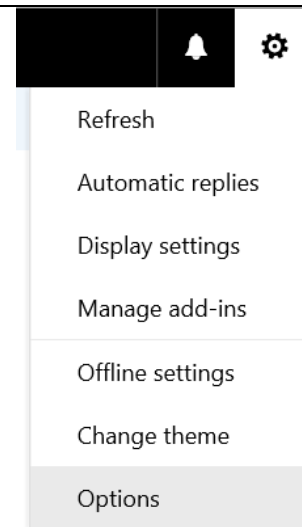 Refresh
Automatic replies
Display settings
Manage add-ins
Offline settings
Change theme
Options